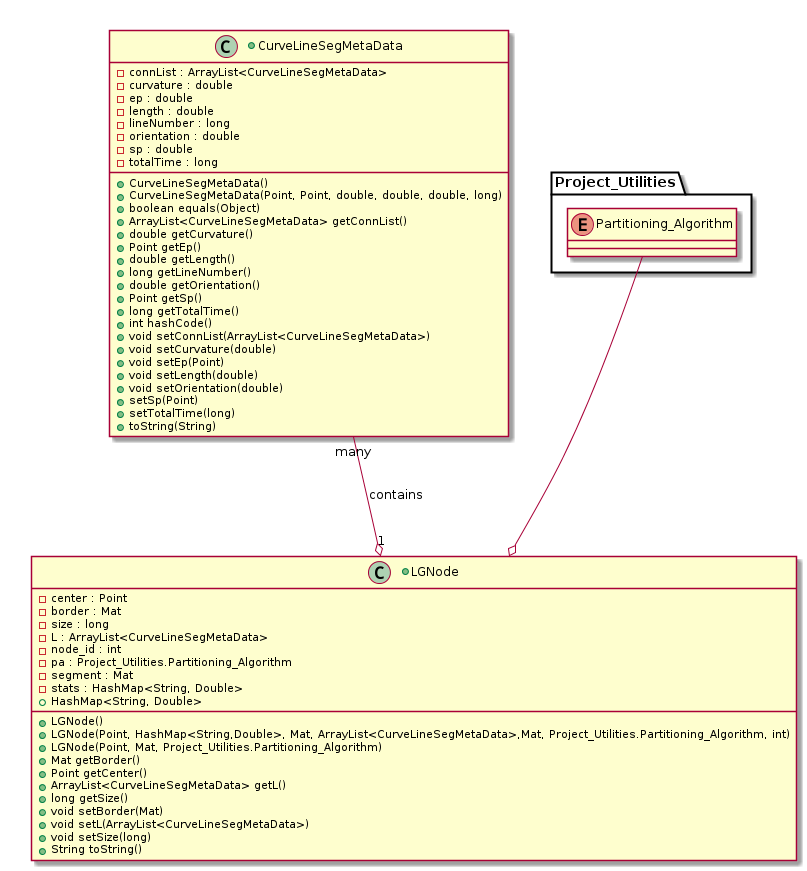 C CurveLineSegMetaData
connList : ArrayList<CurveLineSegMetaData>
curvature : double
ep : double
length : double
lineNumber : long
orientation : double
sp : double
totalTime : long
CurveLineSegMetaData()
CurveLineSegMetaData(Point, Point, double, double, double, long)
boolean equals(Object)
ArrayList<CurveLineSegMetaData> getConnList()
double getCurvature()
Point getEp()
double getLength()
long getLineNumber()
double getOrientation()
Point getSp()
long getTotalTime()
int hashCode()
void setConnList(ArrayList<CurveLineSegMetaData>)
void setCurvature(double)
void setEp(Point)
void setLength(double)
void setOrientation(double)
setSp(Point)
setTotalTime(long)
toString(String)
Project_Utilities
E Partitioning_Algorithm
many
contains
1
C LGNode
center : Point
border : Mat
size : long
L : ArrayList<CurveLineSegMetaData>
node_id : int
pa : Project_Utilities.Partitioning_Algorithm
segment : Mat
stats : HashMap<String, Double>
HashMap<String, Double>
LGNode()
LGNode(Point, HashMap<String,Double>, Mat, ArrayList<CurveLineSegMetaData>,Mat, Project_Utilities.Partitioning_Algorithm, int)
LGNode(Point, Mat, Project_Utilities.Partitioning_Algorithm)
Mat getBorder()
Point getCenter()
ArrayList<CurveLineSegMetaData> getL()
long getSize()
void setBorder(Mat)
void setL(ArrayList<CurveLineSegMetaData>)
void setSize(long)
String toString()